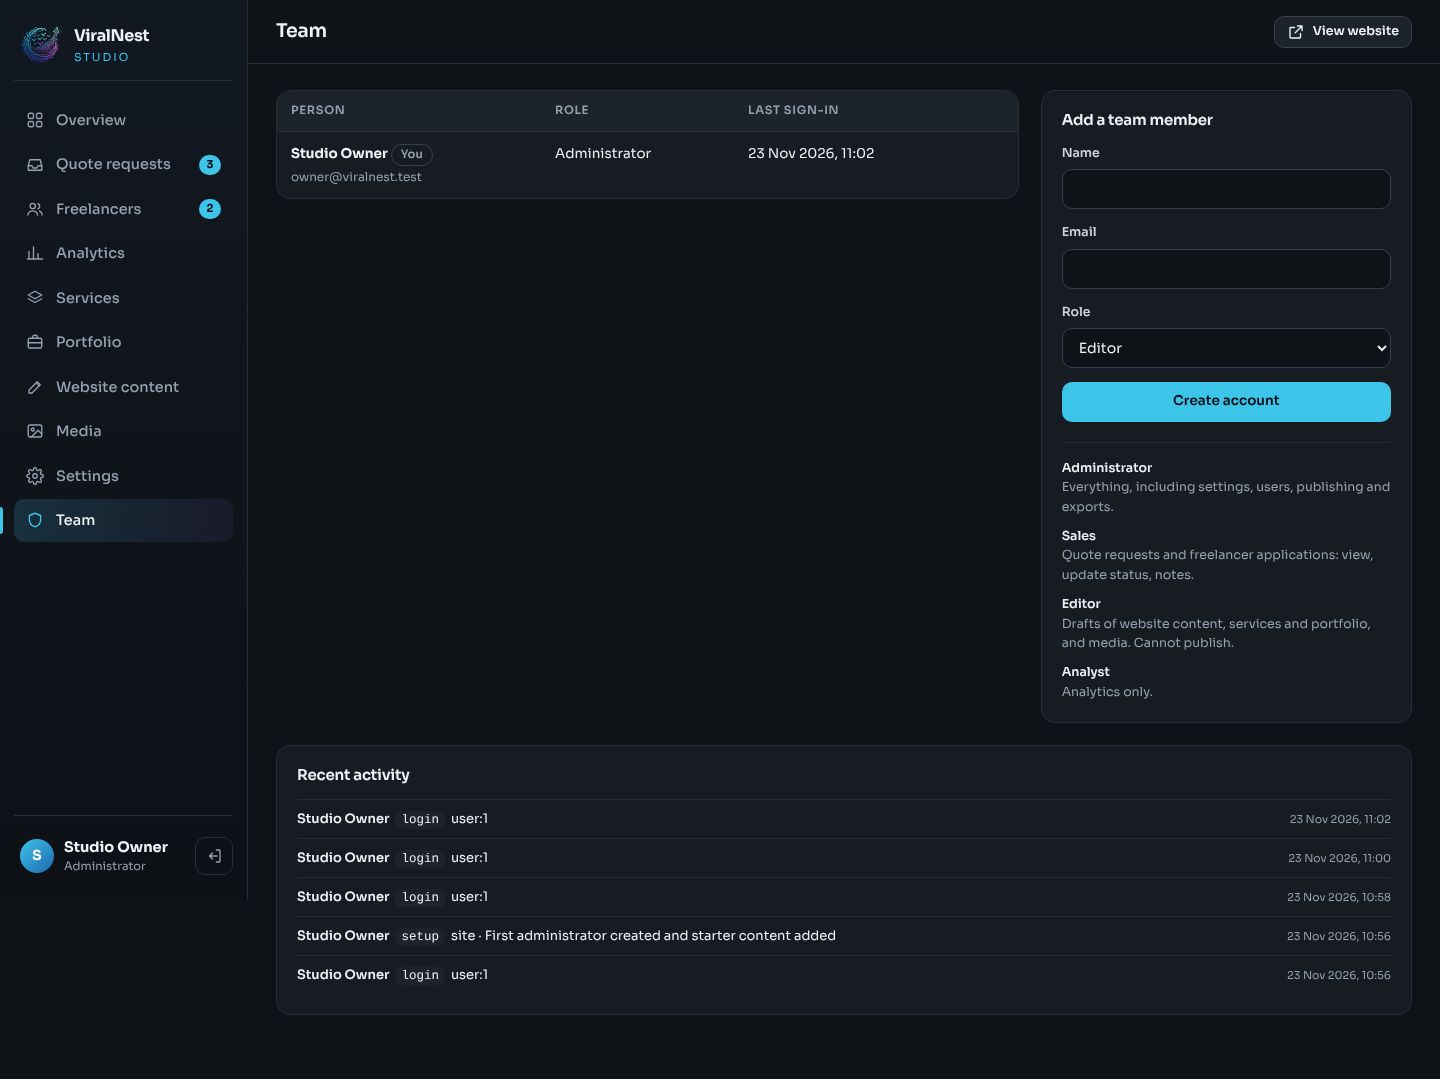 ViralNest
STUDIO
Overview
Quote requests 3
Freelancers 2
Analytics
Services
Portfolio
Website content
Media
Settings
Team
S
Studio Owner
Administrator
Team
View website
PERSON ROLE LAST SIGN-IN
Studio Owner You Administrator 23 Nov 2026, 11:02
owner@viralnest.test
Add a team member
Name
Email
Role
Editor
Create account
Administrator
Everything, including settings, users, publishing and
exports.
Sales
Quote requests and freelancer applications: view,
update status, notes.
Editor
Drafts of website content, services and portfolio,
and media. Cannot publish.
Analyst
Analytics only.
Recent activity
Studio Owner login user:1 23 Nov 2026, 11:02
Studio Owner login user:1 23 Nov 2026, 11:00
Studio Owner login user:1 23 Nov 2026, 10:58
Studio Owner setup site · First administrator created and starter content added 23 Nov 2026, 10:56
Studio Owner login user:1 23 Nov 2026, 10:56